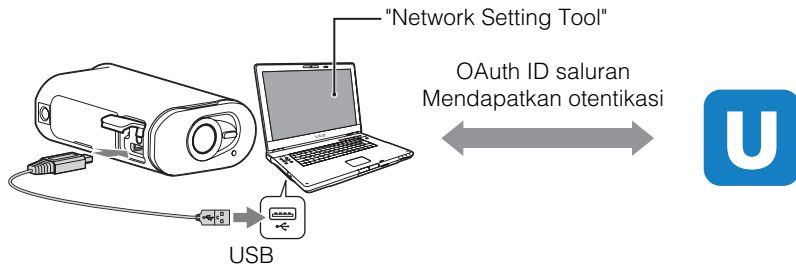 "Network Setting Tool"
OAuth ID saluran
Mendapatkan otentikasi
U
USB